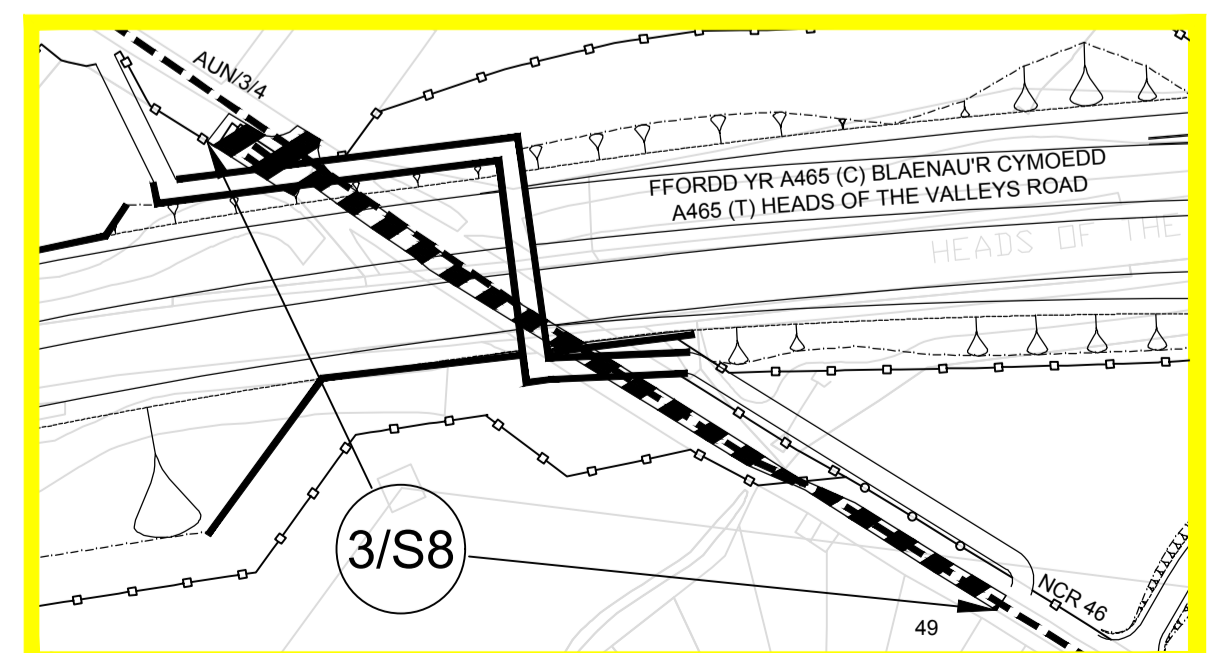 AUN/3/4
FFORDD YR A465 (C) BLAENAU'R CYMOEDD
A465 (T) HEADS OF THE VALLEYS ROAD
HEADS OF THE
3/S8
NCR 46
49